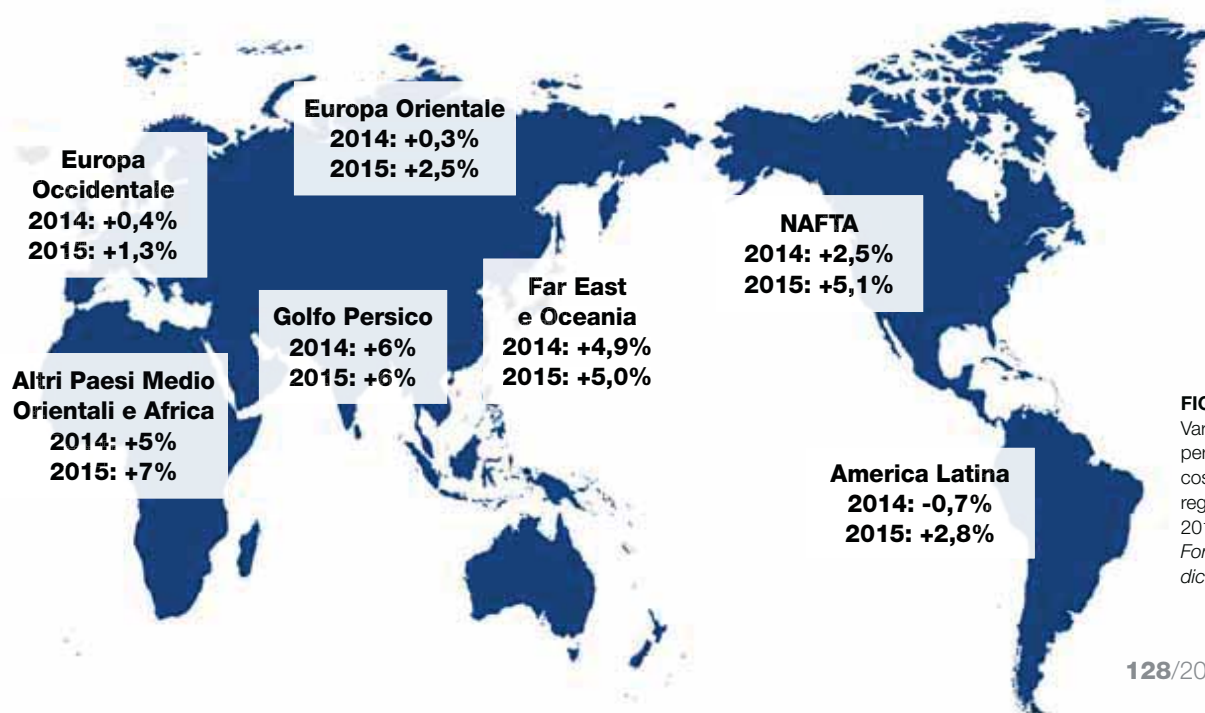 Europa Orientale
2014: +0,3%
2015: +2,5%
Europa
Occidentale
2014: +0,4%
2015: +1,3%
NAFTA
2014: +2,5%
2015: +5,1%
Far East
e Oceania
2014: +4,9%
2015: +5,0%
Golfo Persico
2014: +6%
2015: +6%
Altri Paesi Medio
Orientali e Africa
2014: +5%
2015: +7%
America Latina
2014: -0,7%
2015: +2,8%
128/20